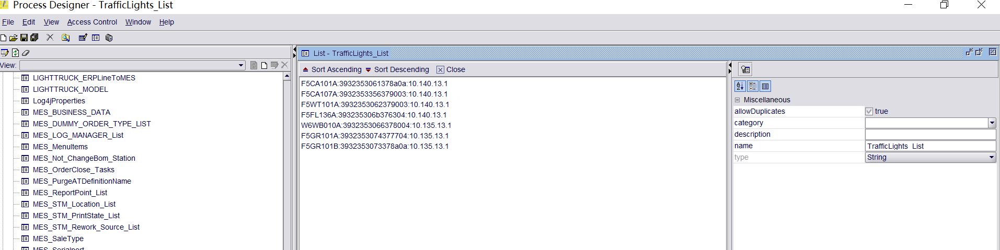 Process Designer - TrafficLights_List
File Edit View Access Control Window Help
View:
LIGHTTRUCK_ERPLineToMES
LIGHTTRUCK_MODEL
Log4jProperties
MES_BUSINESS_DATA
MES_DUMMY_ORDER_TYPE_LIST
MES_LOG_MANAGER_List
MES_MenuItems
MES_Not_ChangeBom_Station
MES_OrderClose_Tasks
MES_PurgeATDefinitionName
MES_ReportPoint_List
MES_STM_Location_List
MES_STM_PrintState_List
MES_STM_Rework_Source_List
MES_SaleType
MES_Serialport
List - TrafficLights_List
Sort Ascending Sort Descending Close
F5CA101A:3932353061378a0a:10.140.13.1
F5CA107A:3932353356379003:10.140.13.1
F5WT101A:3932353062379003:10.140.13.1
F5FL136A:393235306b376304:10.140.13.1
W6WB010A:3932353066378004:10.135.13.1
F5GR101A:3932353074377704:10.135.13.1
F5GR101B:3932353073378a0a:10.135.13.1
Miscellaneous
allowDuplicates true
category
description
name TrafficLights_List
type String